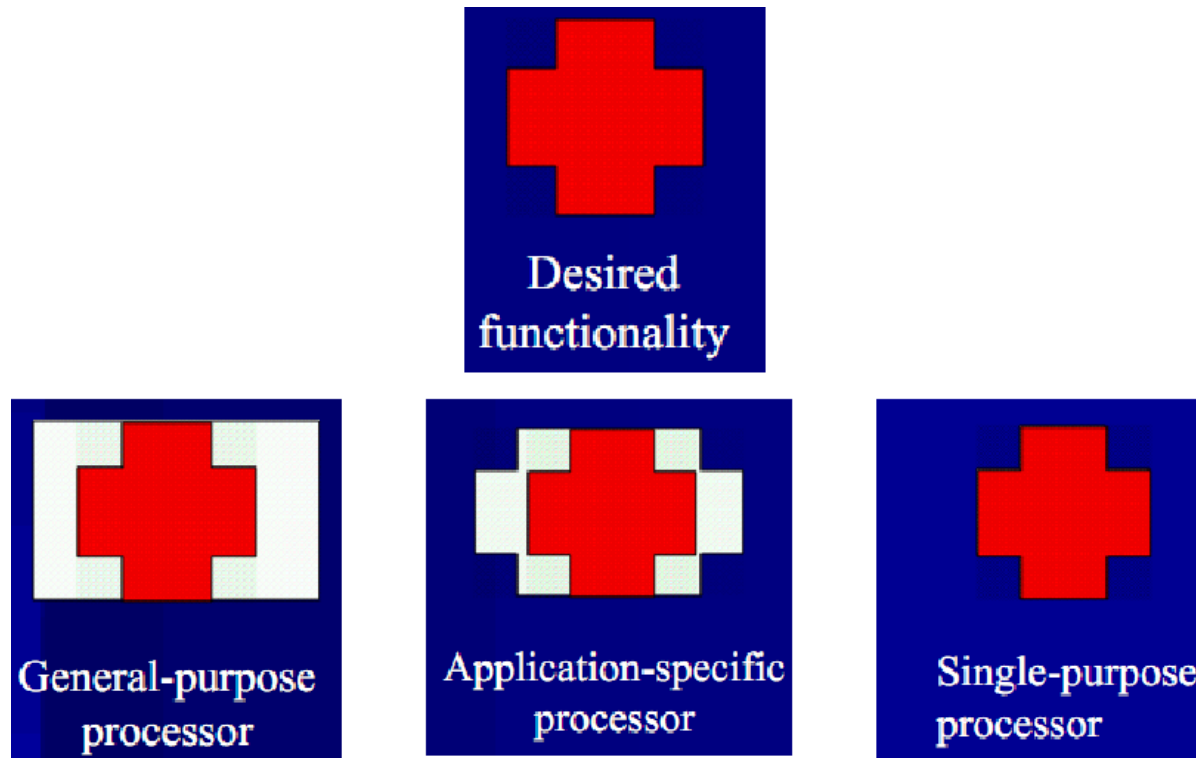 Desired
functionality
General-purpose
processor
Application-specific
processor
Single-purpose
processor